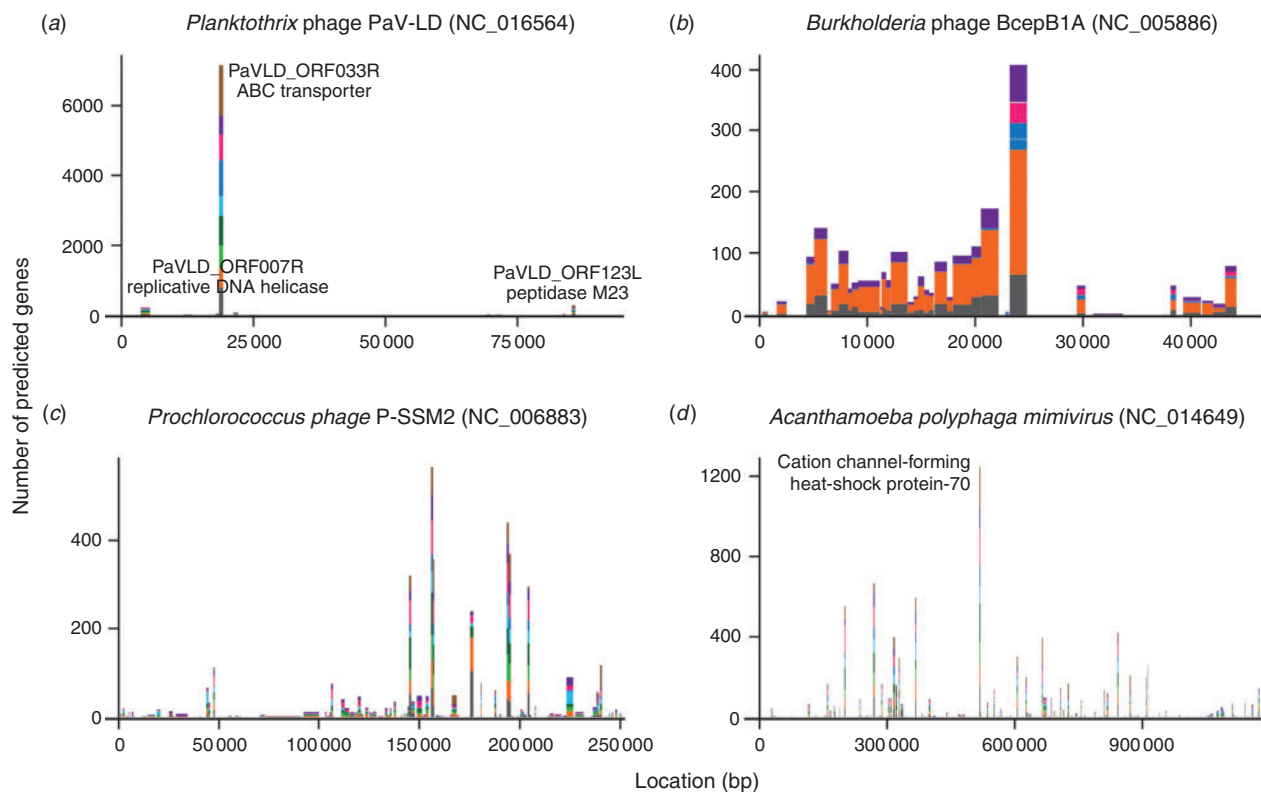 (a) Planktothrix phage PaV-LD (NC_016564)
PaVLD_ORF033R
ABC transporter
PaVLD_ORF007R
replicative DNA helicase
PaVLD_ORF123L
peptidase M23
6000
4000
2000
0
0 25 000 50 000 75 000
(b) Burkholderia phage BcepB1A (NC_005886)
400
300
200
100
0
0 10 000 20 000 30 000 40 000
Number of predicted genes
(c) Prochlorococcus phage P-SSM2 (NC_006883)
400
200
0
0 50 000 100 000 150 000 200 000 250 000
(d) Acanthamoeba polyphaga mimivirus (NC_014649)
Cation channel-forming
heat-shock protein-70
1200
800
400
0
0 300 000 600 000 900 000
Location (bp)